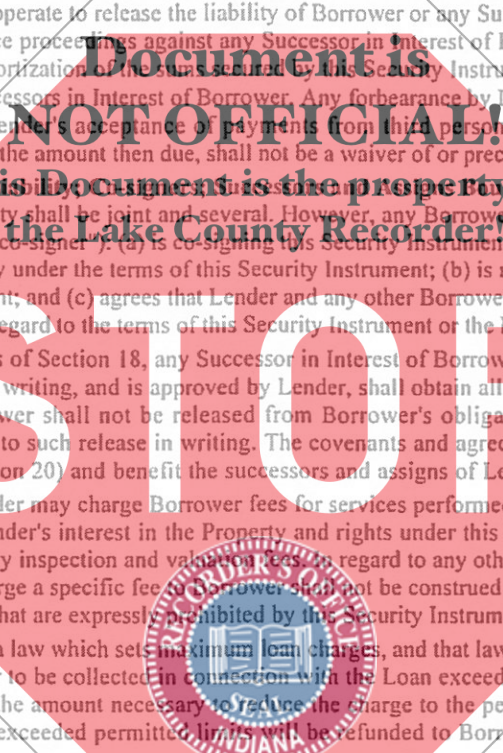 operate to release the liability of Borrower or any Su
ce proceedings against any Successor in Interest of
Document is
ortization of the sums secured by this Security Instru
cessors in Interest of Borrower. Any forbearance by
NOT OFFICIAL!
ender's acceptance of payments from third person
the amount then due, shall not be a waiver of or prec
is Document is the property
ability; Co-signers; Successors and Assigns Bou
ty shall be joint and several. However, any Borrowe
the Lake County Recorder!
co-signer"): (a) is co-signing this Security Instrument
y under the terms of this Security Instrument; (b) is
nt; and (c) agrees that Lender and any other Borrowe
STOP
egard to the terms of this Security Instrument or the
s of Section 18, any Successor in Interest of Borrow
writing, and is approved by Lender, shall obtain all
wer shall not be released from Borrower's obliga
to such release in writing. The covenants and agree
on 20) and benefit the successors and assigns of Le
der may charge Borrower fees for services performe
nder's interest in the Property and rights under this
y inspection and valuation fees. In regard to any oth
RECORDER'S OFFICE
rge a specific fee to Borrower shall not be construed
hat are expressly prohibited by this Security Instrum
a law which sets maximum loan charges, and that law
to be collected in connection with the Loan exceed
SEAL
he amount necessary to reduce the charge to the pe
INDIANA
exceeded permitted limits will be refunded to Borr